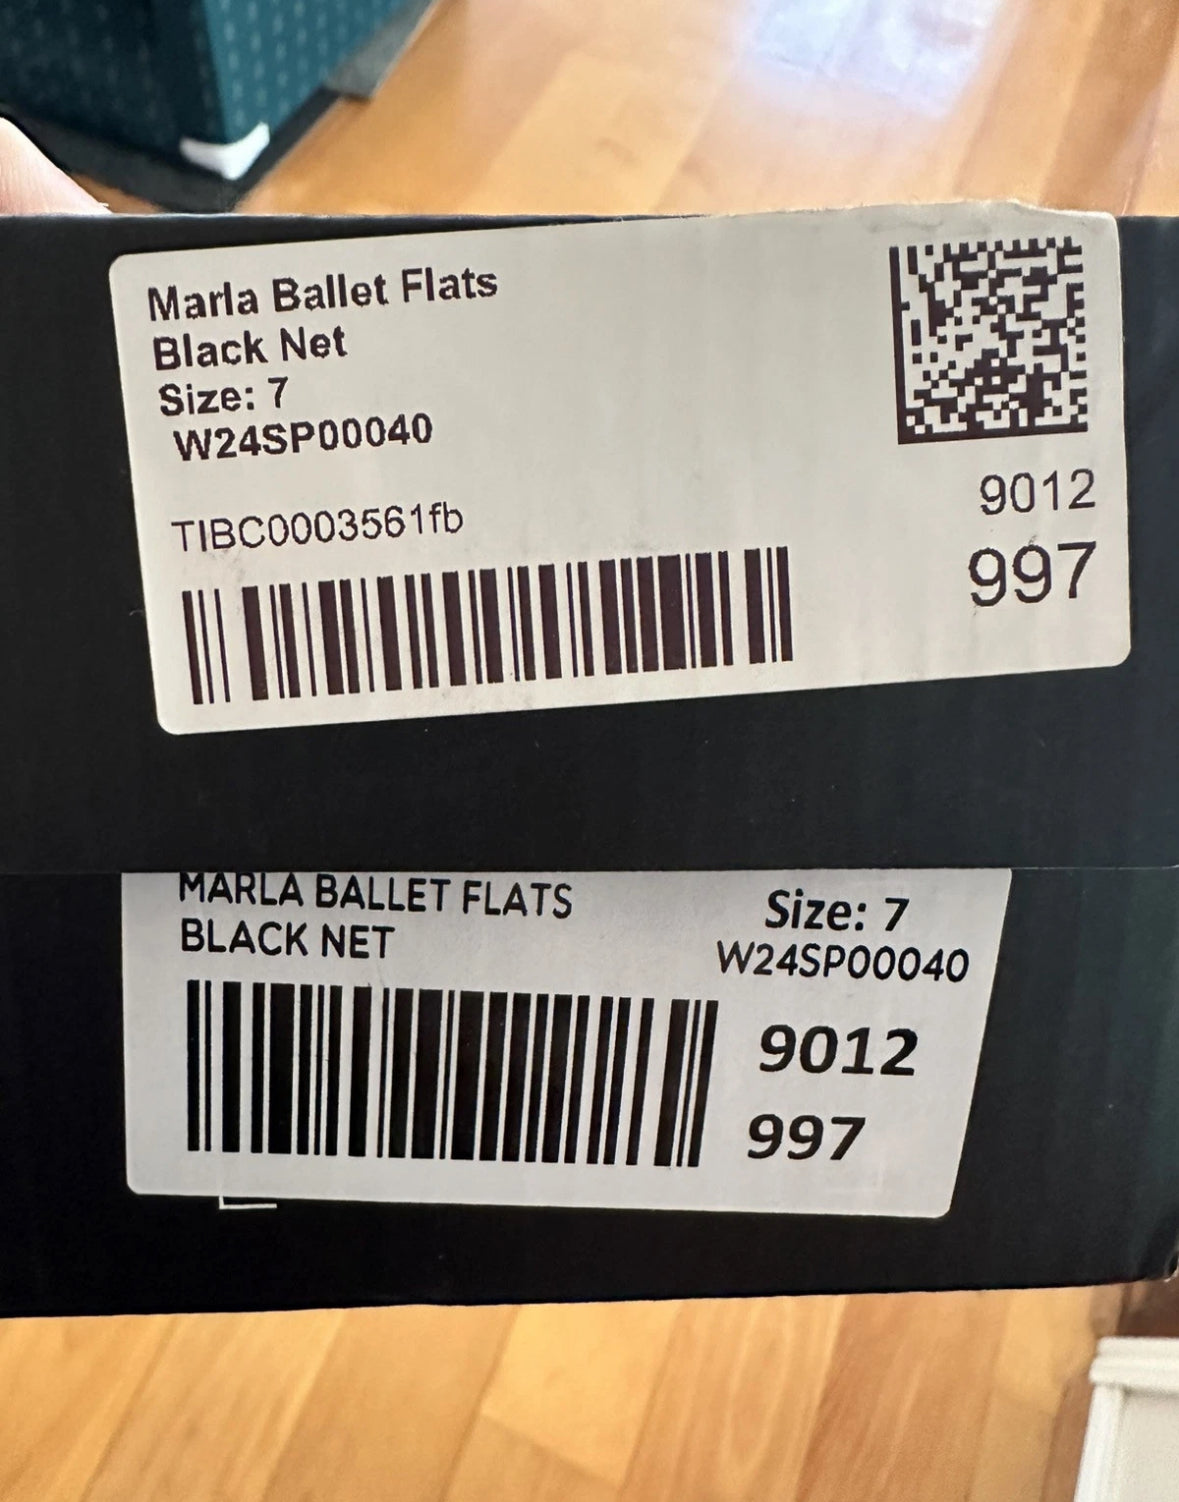 Marla Ballet Flats
Black Net
Size: 7
W24SP00040
TIBC0003561fb
9012
997
MARLA BALLET FLATS
BLACK NET
Size: 7
W24SP00040
9012
997